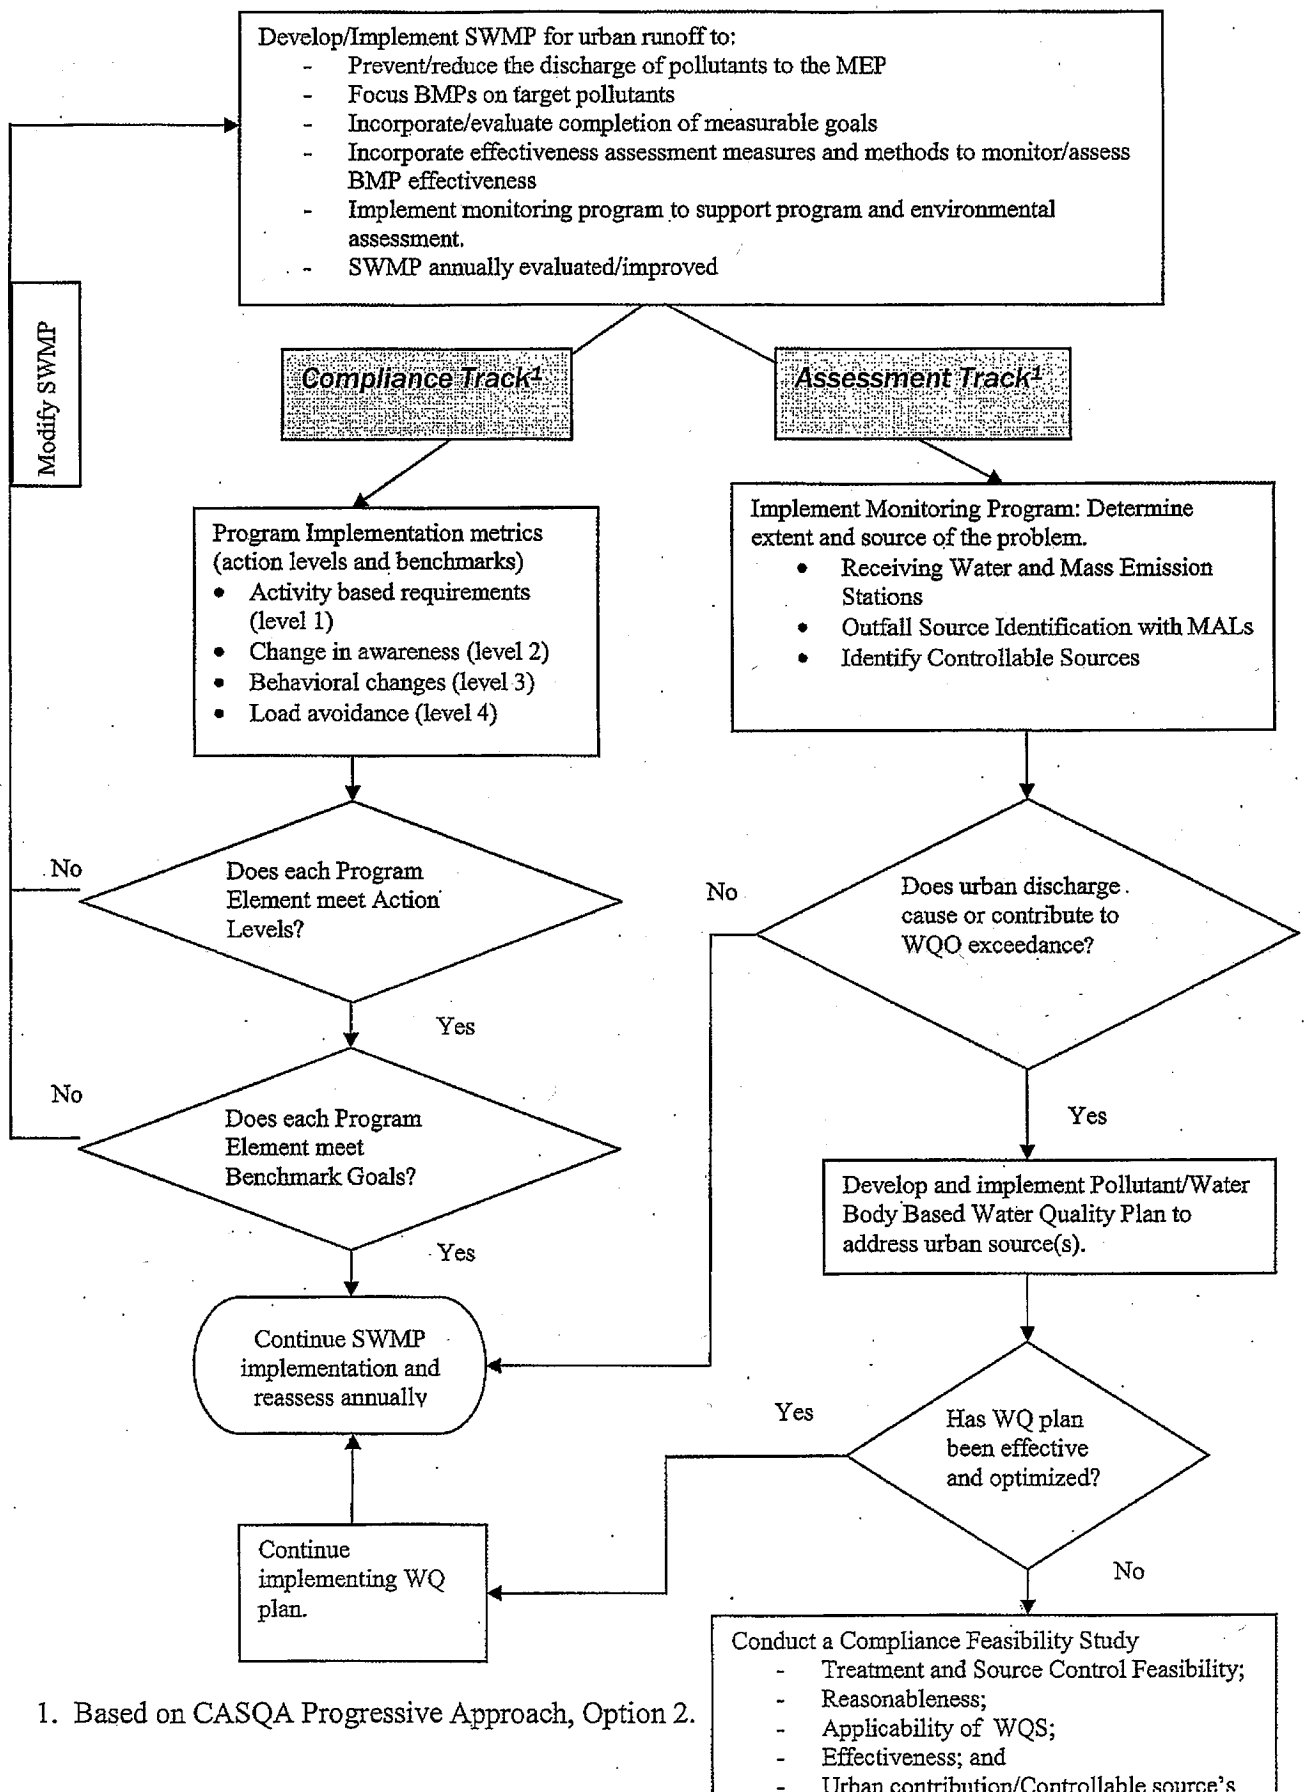 Develop/Implement SWMP for urban runoff to:
- Prevent/reduce the discharge of pollutants to the MEP
- Focus BMPs on target pollutants
- Incorporate/evaluate completion of measurable goals
- Incorporate effectiveness assessment measures and methods to monitor/assess
BMP effectiveness
- Implement monitoring program to support program and environmental
assessment.
- SWMP annually evaluated/improved
Modify SWMP
Compliance Track¹
Assessment Track¹
Program Implementation metrics
(action levels and benchmarks)
• Activity based requirements
(level 1)
• Change in awareness (level 2)
• Behavioral changes (level 3)
• Load avoidance (level 4)
Implement Monitoring Program: Determine
extent and source of the problem.
• Receiving Water and Mass Emission
Stations
• Outfall Source Identification with MALs
• Identify Controllable Sources
No
Does each Program
Element meet Action
Levels?
Yes
No
Does urban discharge
cause or contribute to
WQO exceedance?
Yes
No
Does each Program
Element meet
Benchmark Goals?
Yes
Develop and implement Pollutant/Water
Body Based Water Quality Plan to
address urban source(s).
Continue SWMP
implementation and
reassess annually
Yes
Has WQ plan
been effective
and optimized?
No
Continue
implementing WQ
plan.
Conduct a Compliance Feasibility Study
- Treatment and Source Control Feasibility;
- Reasonableness;
- Applicability of WQS;
- Effectiveness; and
- Urban contribution/Controllable source's
1. Based on CASQA Progressive Approach, Option 2.